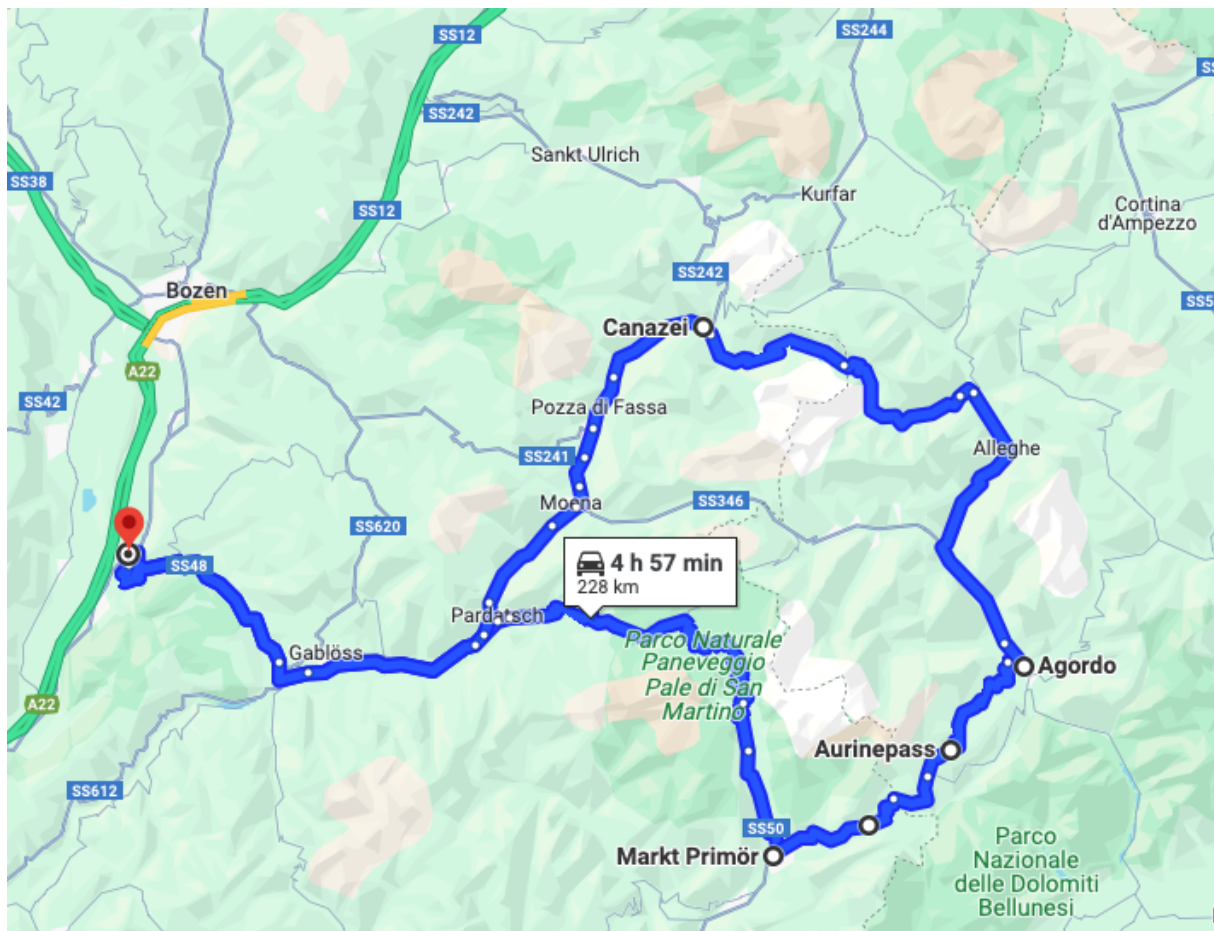 SS12
SS244
SS
SS242
Sankt Ulrich
SS38
Kurfar
SS12
Cortina
d'Ampezzo
SS242
Bozen
SS5
Canazei
A22
SS42
Pozza di Fassa
Alleghe
SS241
Moena
SS346
SS620
4 h 57 min
228 km
SS48
Pardatsch
Parco Naturale
Paneveggio
Pale di San
Martino
Gablöss
Agordo
A22
Aurinepass
SS612
SS50
Markt Primör
Parco
Nazionale
delle Dolomiti
Bellunesi